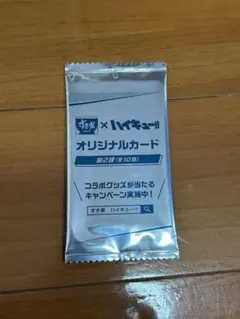 すき家 × ハイキュー!!
オリジナルカード
第2弾(全10種)
コラボグッズが当たる
キャンペーン実施中!
すき家 ハイキュー!!